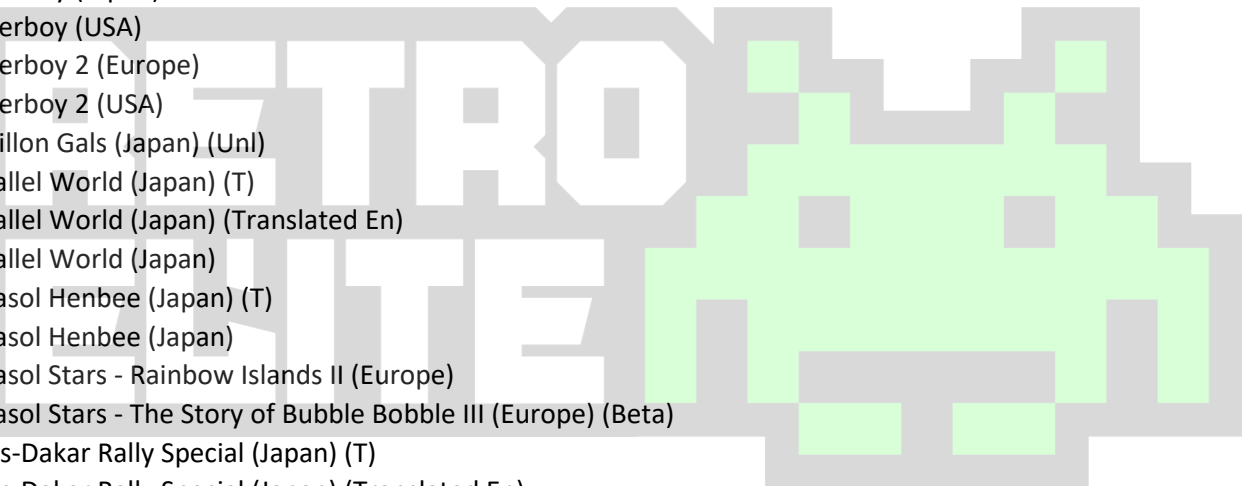 erboy (USA)
erboy 2 (Europe)
erboy 2 (USA)
illon Gals (Japan) (Unl)
allel World (Japan) (T)
allel World (Japan) (Translated En)
allel World (Japan)
asol Henbee (Japan) (T)
asol Henbee (Japan)
asol Stars - Rainbow Islands II (Europe)
asol Stars - The Story of Bubble Bobble III (Europe) (Beta)
s-Dakar Rally Special (Japan) (T)
RETRO
ELITE